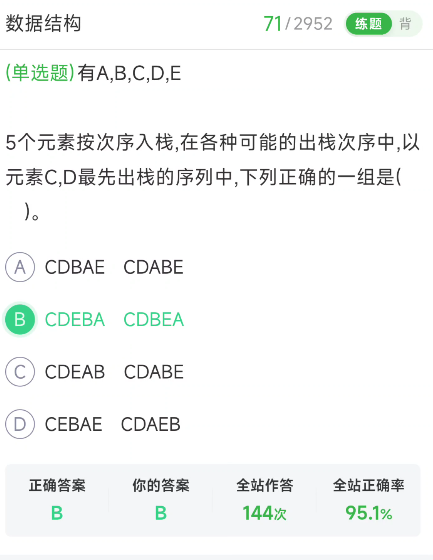 数据结构 71/2952 练题 背
(单选题)有A,B,C,D,E
5个元素按次序入栈,在各种可能的出栈次序中,以
元素C,D最先出栈的序列中,下列正确的一组是(
)。
A CDBAE CDABE
B CDEBA CDBEA
C CDEAB CDABE
D CEBAE CDAEB
正确答案 你的答案 全站作答 全站正确率
B B 144次 95.1%